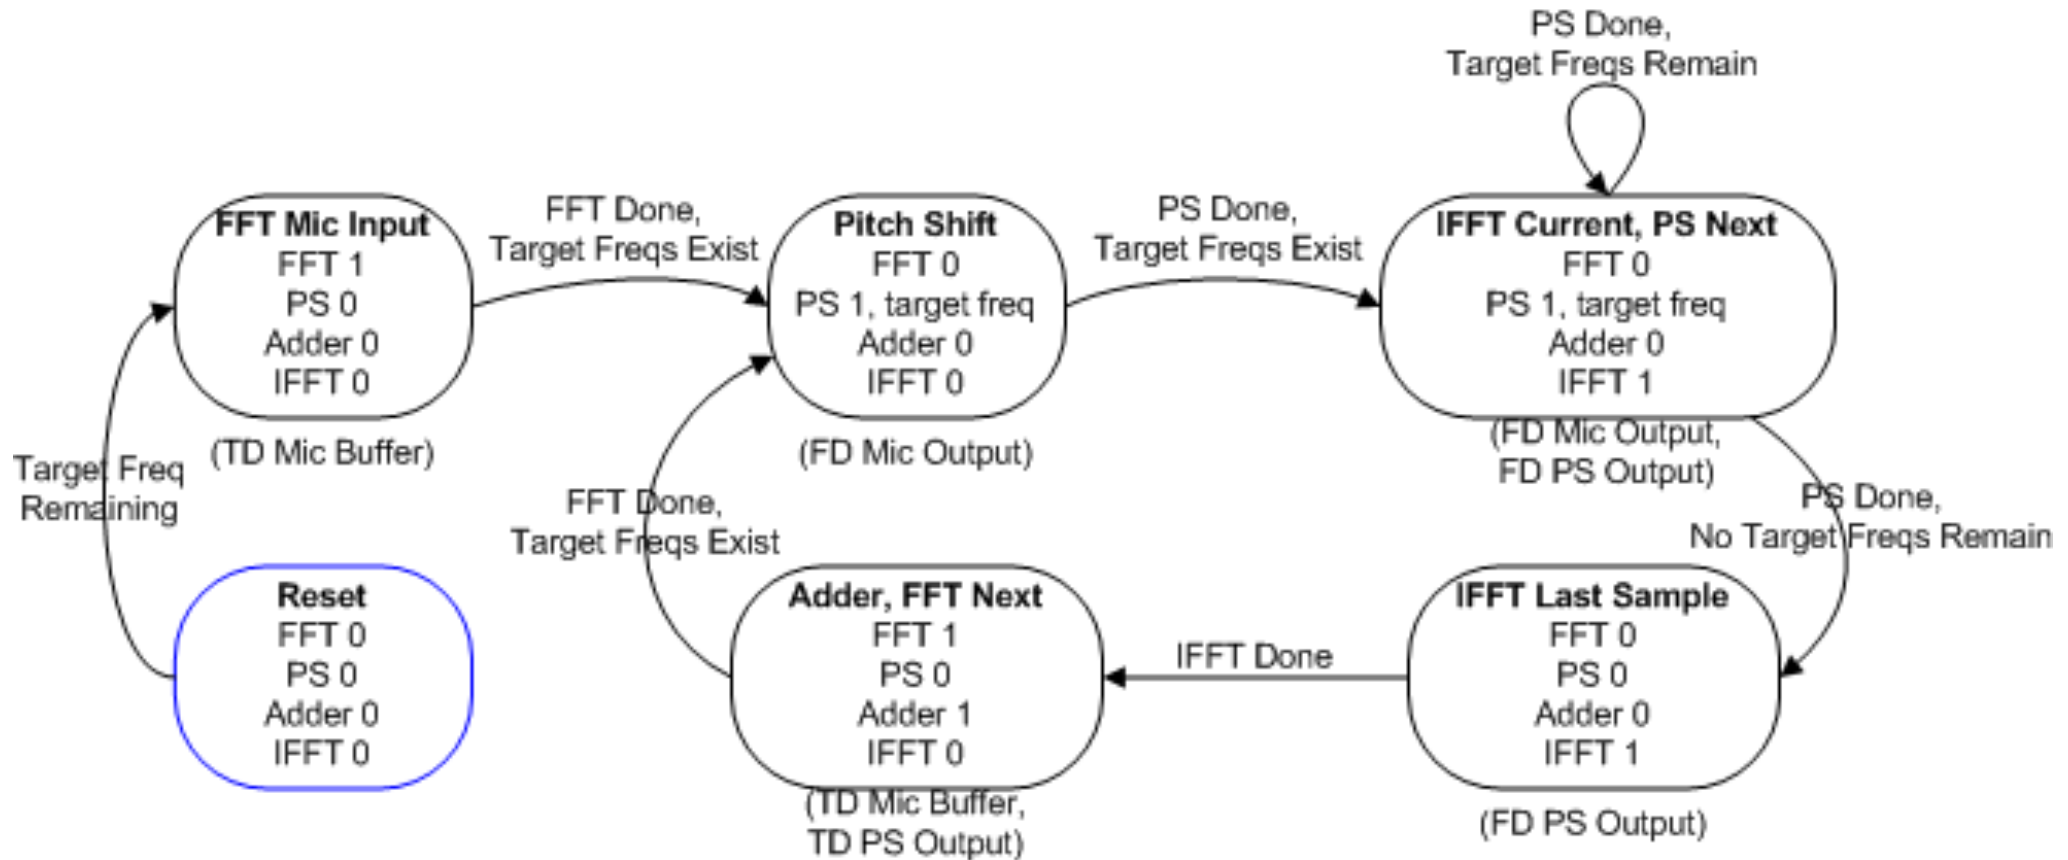 PS Done,
Target Freqs Remain
FFT Mic Input
FFT 1
PS 0
Adder 0
IFFT 0
(TD Mic Buffer)
FFT Done,
Target Freqs Exist
Pitch Shift
FFT 0
PS 1, target freq
Adder 0
IFFT 0
(FD Mic Output)
PS Done,
Target Freqs Exist
IFFT Current, PS Next
FFT 0
PS 1, target freq
Adder 0
IFFT 1
(FD Mic Output,
FD PS Output)
Target Freq
Remaining
FFT Done,
Target Freqs Exist
PS Done,
No Target Freqs Remain
Reset
FFT 0
PS 0
Adder 0
IFFT 0
Adder, FFT Next
FFT 1
PS 0
Adder 1
IFFT 0
(TD Mic Buffer,
TD PS Output)
IFFT Done
IFFT Last Sample
FFT 0
PS 0
Adder 0
IFFT 1
(FD PS Output)